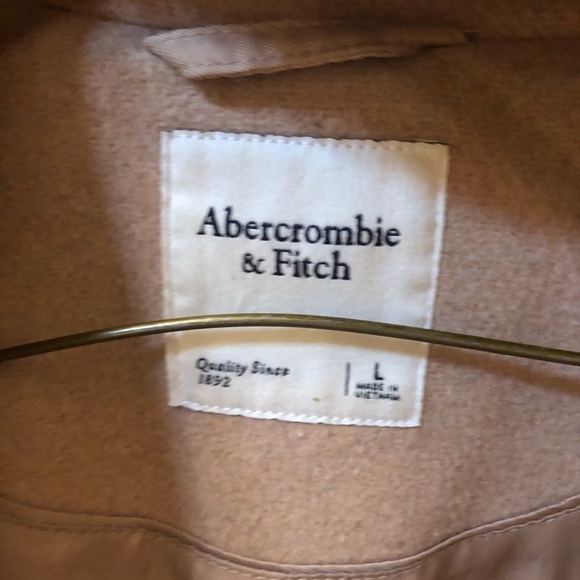 Abercrombie
& Fitch
Quality Since
1892
L
MADE IN
VIETNAM